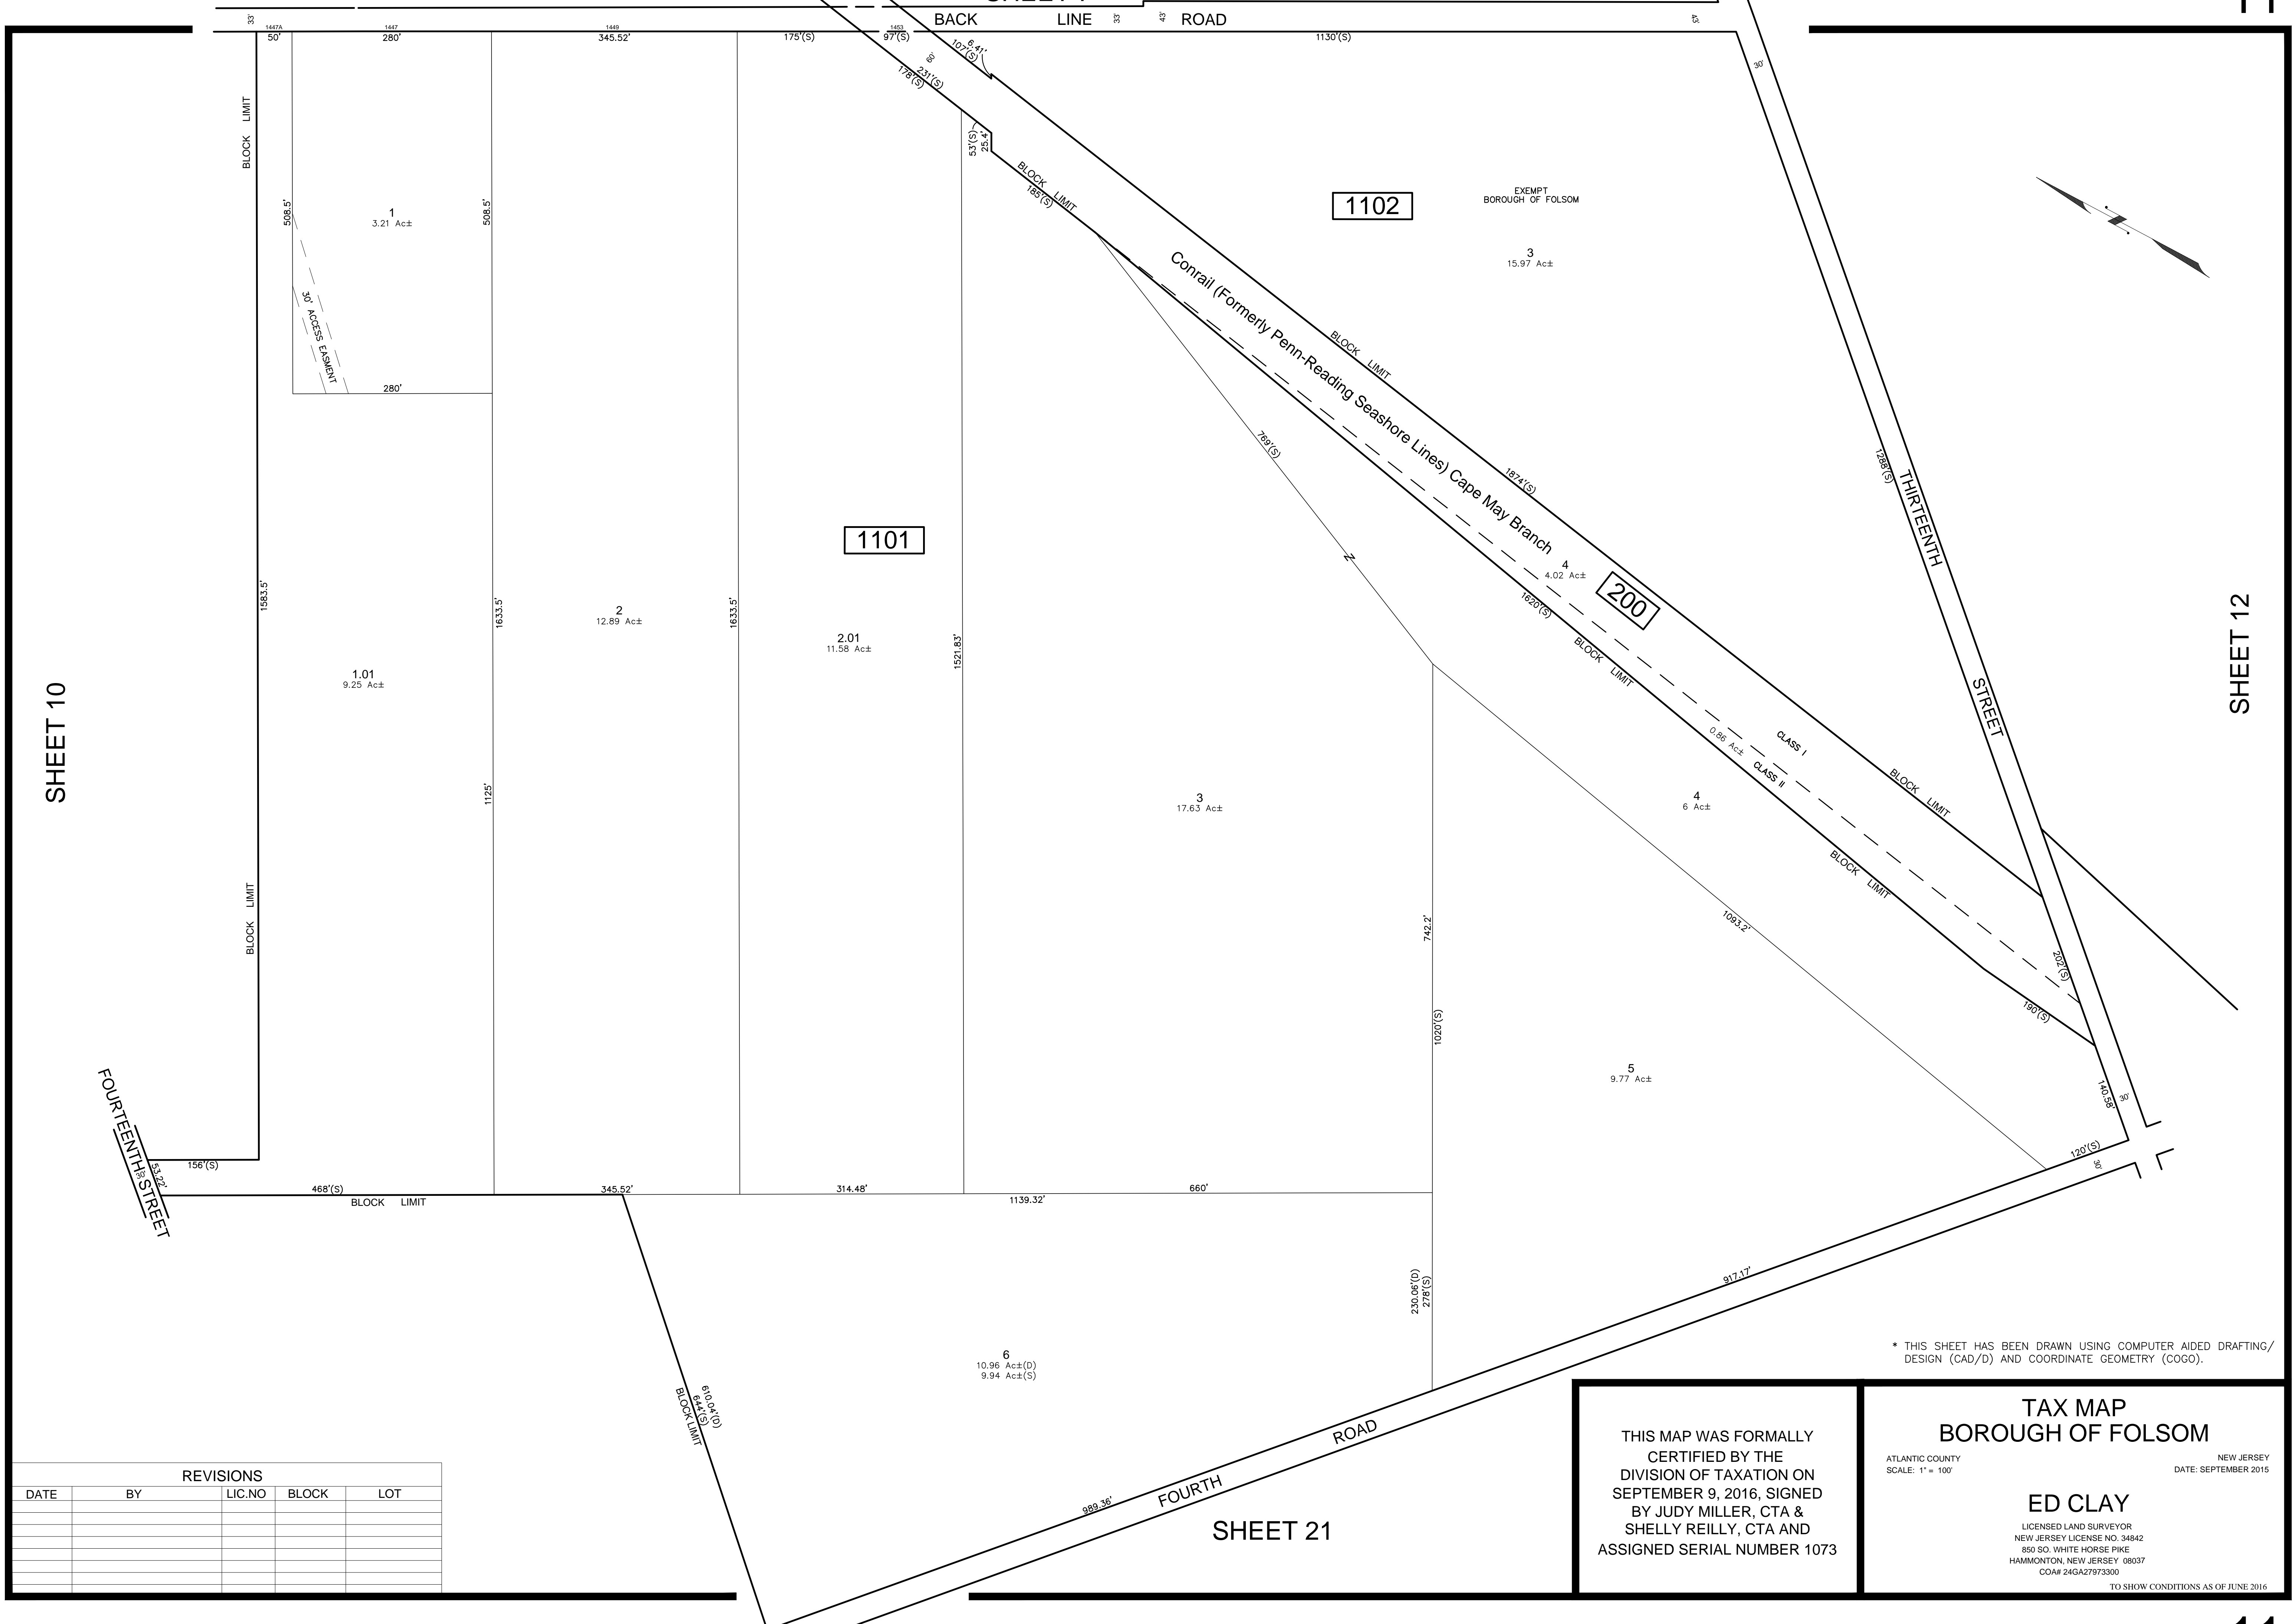 BACK LINE 33' 43' ROAD 43'
33'
1447A 1447 1449 1453
50' 280' 345.52' 175'(S) 97'(S) 1130'(S)
6.41'
107'(S)
60'
231'(S)
178'(S)
30'
BLOCK LIMIT
53'(S)
25.4'
BLOCK LIMIT
185'(S)
1102
EXEMPT
BOROUGH OF FOLSOM
3
15.97 Ac±
508.5'
1
3.21 Ac±
508.5'
30' ACCESS EASMENT
280'
Conrail (Formerly Penn-Reading Seashore Lines) Cape May Branch
BLOCK LIMIT
769'(S)
Z
1874'(S)
1288'(S)
THIRTEENTH STREET
1101
4
4.02 Ac±
200
1620'(S)
BLOCK LIMIT
1583.5'
1633.5'
2
12.89 Ac±
1633.5'
2.01
11.58 Ac±
1521.83'
1.01
9.25 Ac±
SHEET 10
SHEET 12
CLASS I
0.86 Ac±
CLASS II
BLOCK LIMIT
4
6 Ac±
3
17.63 Ac±
1125'
BLOCK LIMIT
BLOCK LIMIT
742.2'
1093.2'
202'(S)
190'(S)
1020'(S)
5
9.77 Ac±
140.58'
30'
120'(S)
30'
FOURTEENTH STREET
53.22'
156'(S)
468'(S) 345.52' 314.48' 660'
BLOCK LIMIT
1139.32'
230.06'(D)
278'(S)
917.17'
6
10.96 Ac±(D)
9.94 Ac±(S)
610.04'(D)
644'(S)
BLOCK LIMIT
989.36'
FOURTH ROAD
SHEET 21
* THIS SHEET HAS BEEN DRAWN USING COMPUTER AIDED DRAFTING/
DESIGN (CAD/D) AND COORDINATE GEOMETRY (COGO).
REVISIONS
DATE BY LIC.NO BLOCK LOT
THIS MAP WAS FORMALLY
CERTIFIED BY THE
DIVISION OF TAXATION ON
SEPTEMBER 9, 2016, SIGNED
BY JUDY MILLER, CTA &
SHELLY REILLY, CTA AND
ASSIGNED SERIAL NUMBER 1073
TAX MAP
BOROUGH OF FOLSOM
ATLANTIC COUNTY NEW JERSEY
SCALE: 1" = 100' DATE: SEPTEMBER 2015
ED CLAY
LICENSED LAND SURVEYOR
NEW JERSEY LICENSE NO. 34842
850 SO. WHITE HORSE PIKE
HAMMONTON, NEW JERSEY 08037
COA# 24GA27973300
TO SHOW CONDITIONS AS OF JUNE 2016